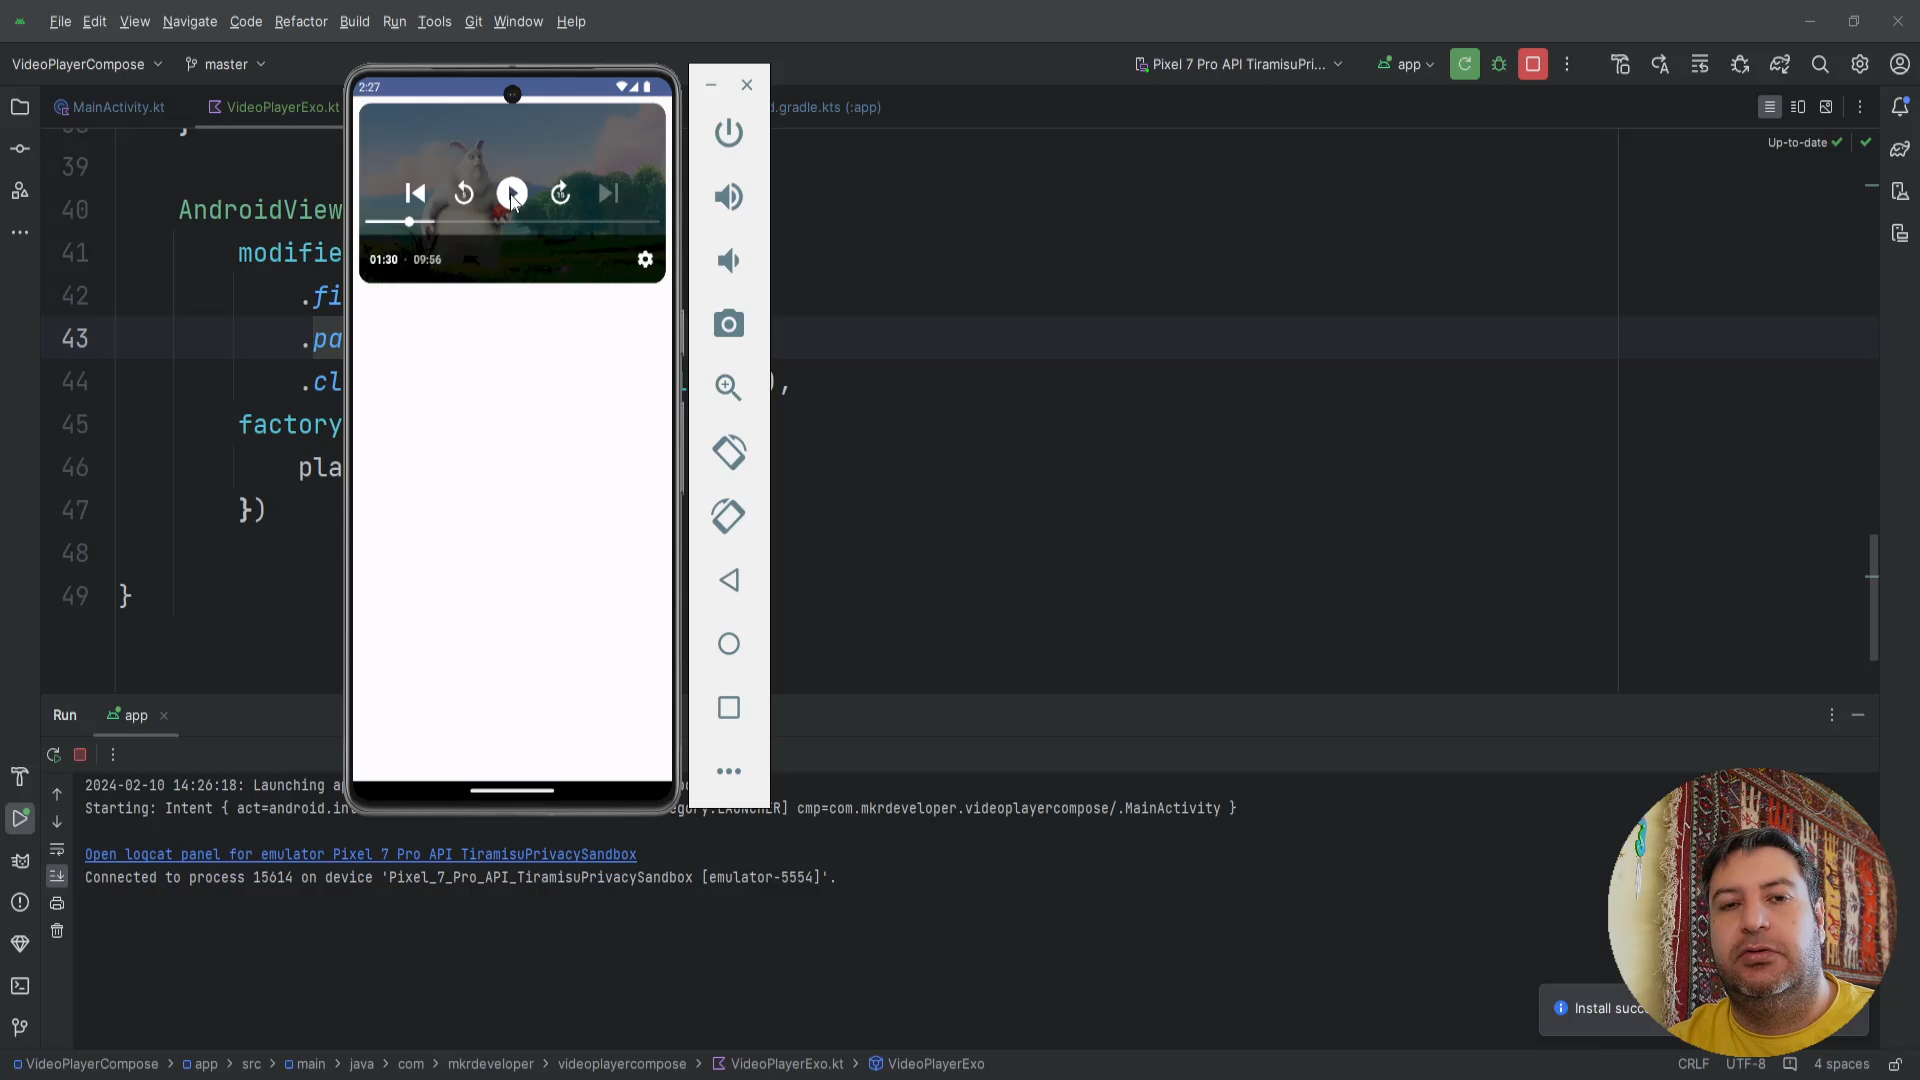 File Edit View Navigate Code Refactor Build Run Tools Git Window Help
VideoPlayerCompose master Pixel 7 Pro API TiramisuPri... app
MainActivity.kt VideoPlayerExo.kt d.gradle.kts (:app)
Up-to-date
39
40 AndroidView
41 modifie
42 .fi
43 .pa
44 .cl ),
45 factory
46 pla
47 })
48
49 }
2:27
5 15
01:30 · 09:56
Run app
2024-02-10 14:26:18: Launching a
Starting: Intent { act=android.in egory.LAUNCHER] cmp=com.mkrdeveloper.videoplayercompose/.MainActivity }
Open logcat panel for emulator Pixel 7 Pro API TiramisuPrivacySandbox
Connected to process 15614 on device 'Pixel_7_Pro_API_TiramisuPrivacySandbox [emulator-5554]'.
Install succ
VideoPlayerCompose > app > src > main > java > com > mkrdeveloper > videoplayercompose > VideoPlayerExo.kt > VideoPlayerExo CRLF UTF-8 4 spaces